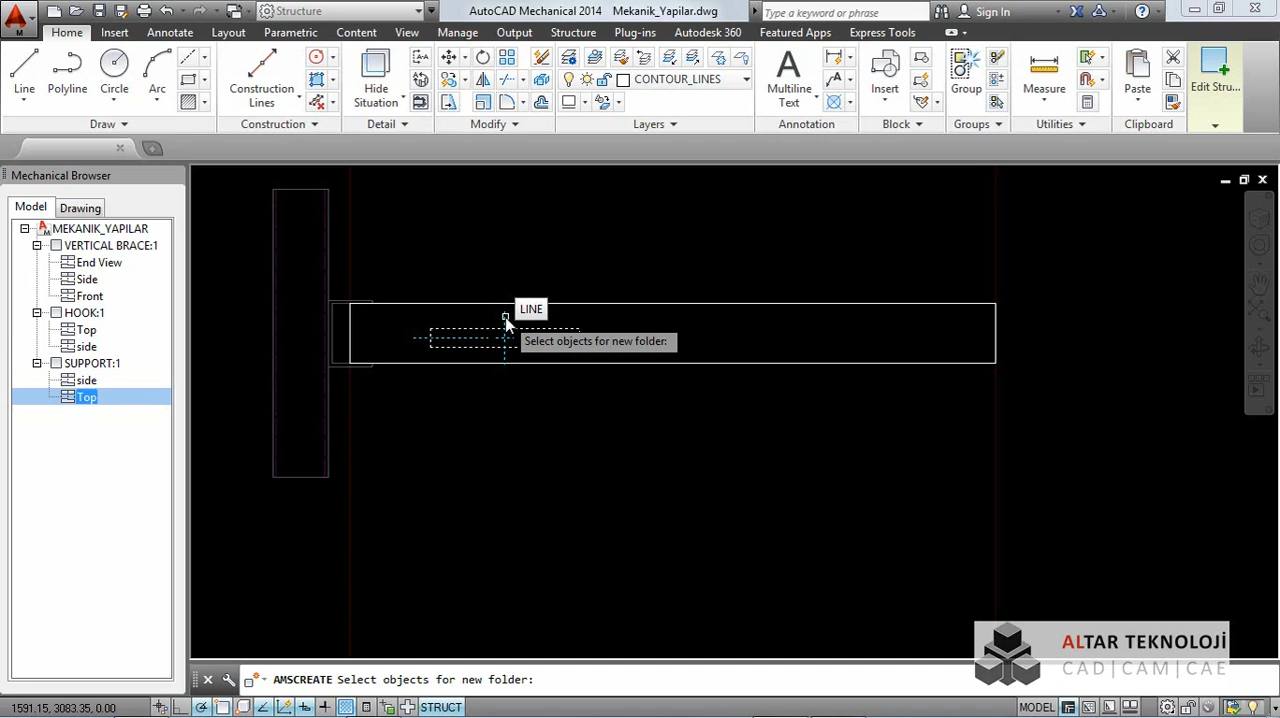 Structure
AutoCAD Mechanical 2014 Mekanik_Yapilar.dwg
Type a keyword or phrase
Sign In
M
Home Insert Annotate Parametric Content View Manage Output Structure Plug-ins Autodesk 360 Featured Apps Express Tools
Line
Polyline
Circle
Arc
Construction
Lines
Hide
Situation
CONTOUR_LINES
Multiline
Text
Insert
Group
Measure
Paste
Edit Stru...
Draw
Construction
Detail
Modify
Layers
Annotation
Block
Groups
Utilities
Clipboard
Mechanical Browser
Model Drawing
MEKANIK_YAPILAR
VERTICAL BRACE:1
End View
Side
Front
HOOK:1
Top
side
SUPPORT:1
side
Top
LINE
Select objects for new folder:
ALTAR TEKNOLOJİ
CAD|CAM|CAE
AMSCREATE Select objects for new folder:
1591.15, 3083.35, 0.00
STRUCT
MODEL